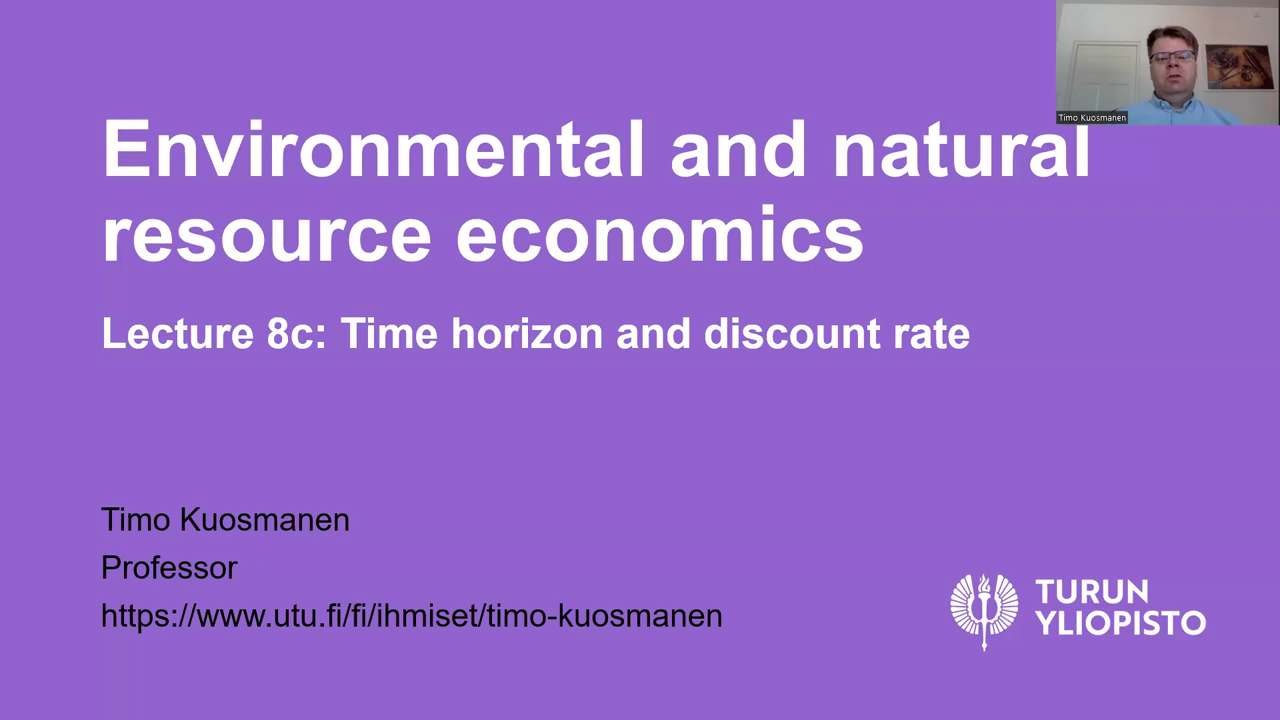 Timo Kuosmanen
Environmental and natural
resource economics
Lecture 8c: Time horizon and discount rate
Timo Kuosmanen
Professor
https://www.utu.fi/fi/ihmiset/timo-kuosmanen
TURUN
YLIOPISTO